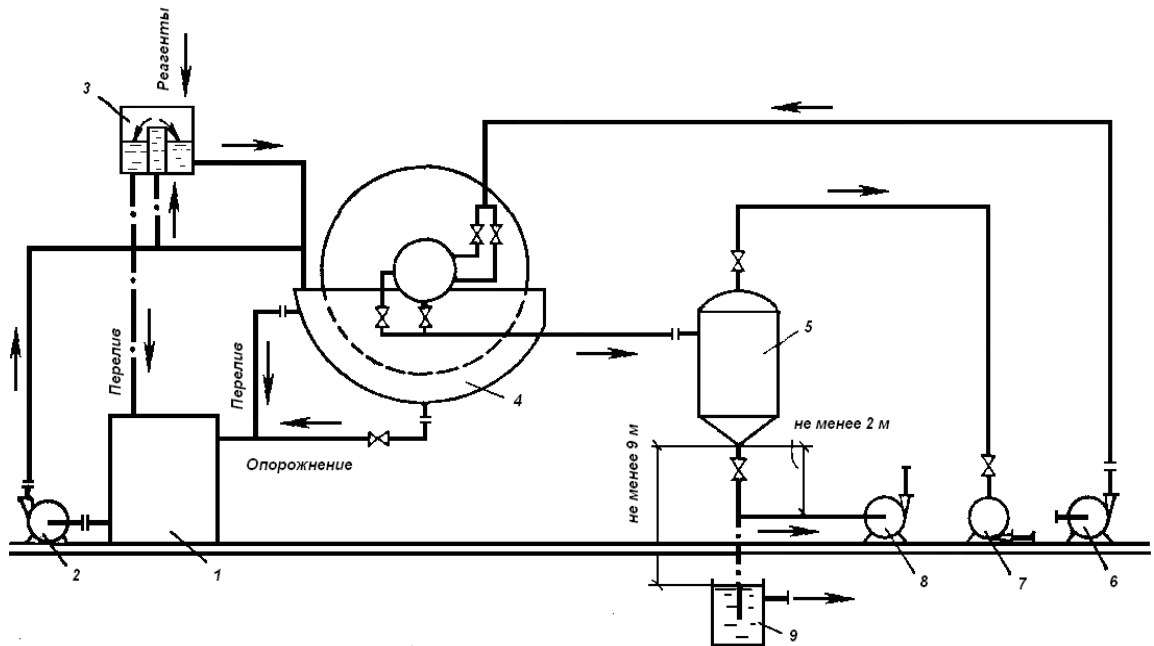 Реагенты
3
5
4
Перелив
Перелив
Опорожнение
не менее 9 м
не менее 2 м
2
1
8
7
6
9